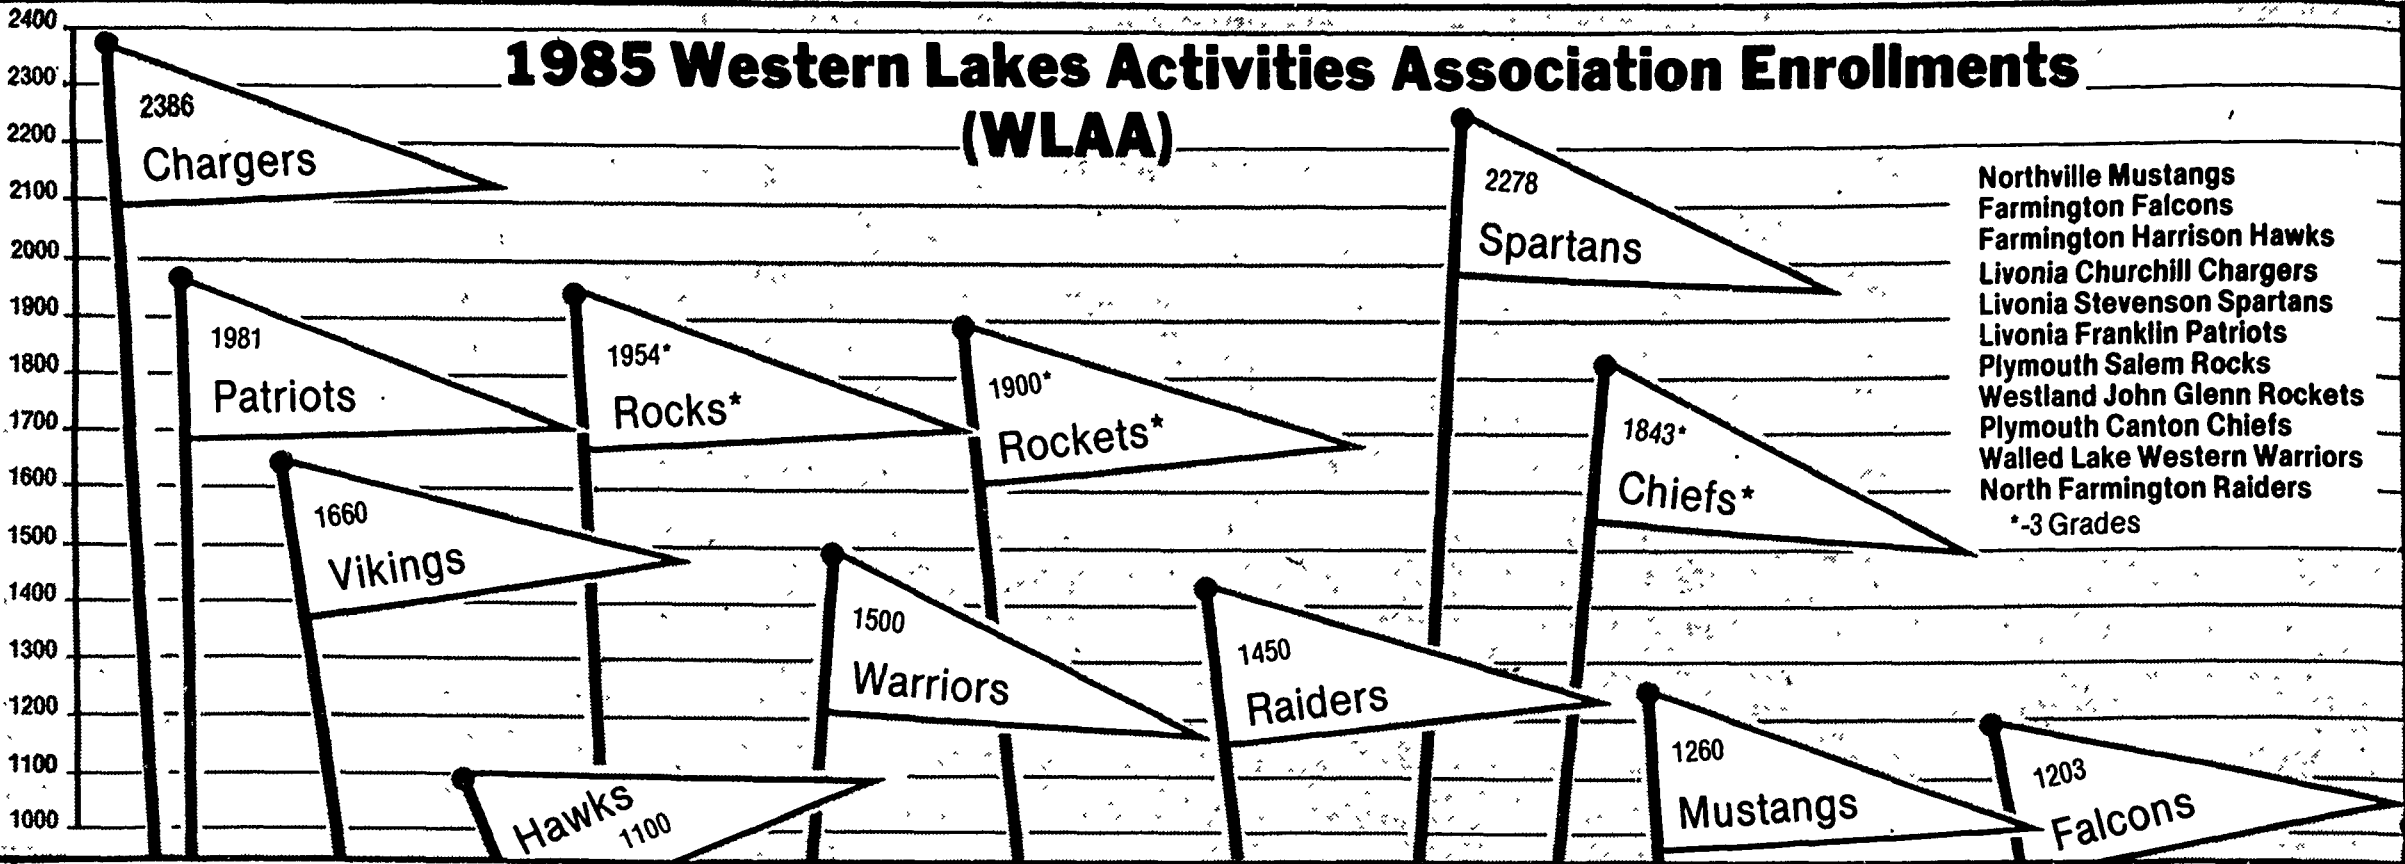 1985 Western Lakes Activities Association Enrollments
(WLAA)
2400
2300
2200
2100
2000
1900
1800
1700
1600
1500
1400
1300
1200
1100
1000
2386
Chargers
1981
Patriots
1660
Vikings
1954*
Rocks*
Hawks
1100
1500
Warriors
1900*
Rockets*
1450
Raiders
2278
Spartans
1843*
Chiefs*
1260
Mustangs
1203
Falcons
Northville Mustangs
Farmington Falcons
Farmington Harrison Hawks
Livonia Churchill Chargers
Livonia Stevenson Spartans
Livonia Franklin Patriots
Plymouth Salem Rocks
Westland John Glenn Rockets
Plymouth Canton Chiefs
Walled Lake Western Warriors
North Farmington Raiders
*-3 Grades